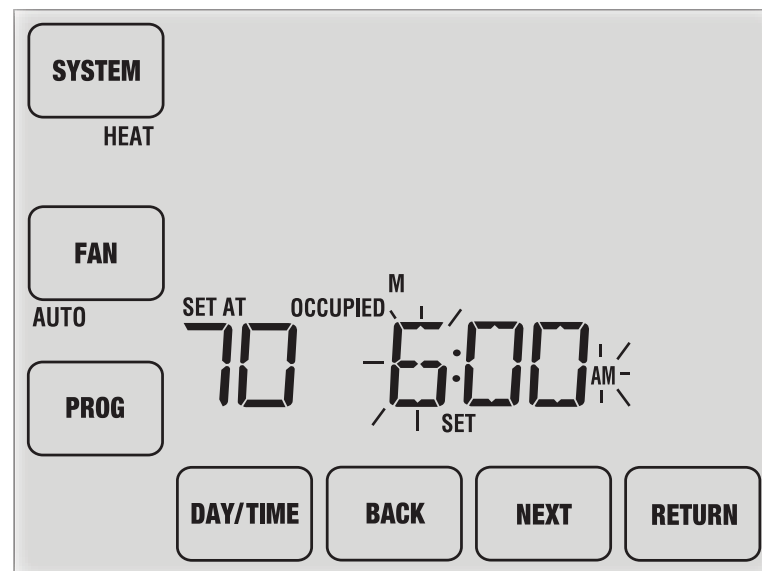 SYSTEM
HEAT
FAN
M
SET AT OCCUPIED
AUTO
70 6:00 AM
PROG
SET
DAY/TIME BACK NEXT RETURN